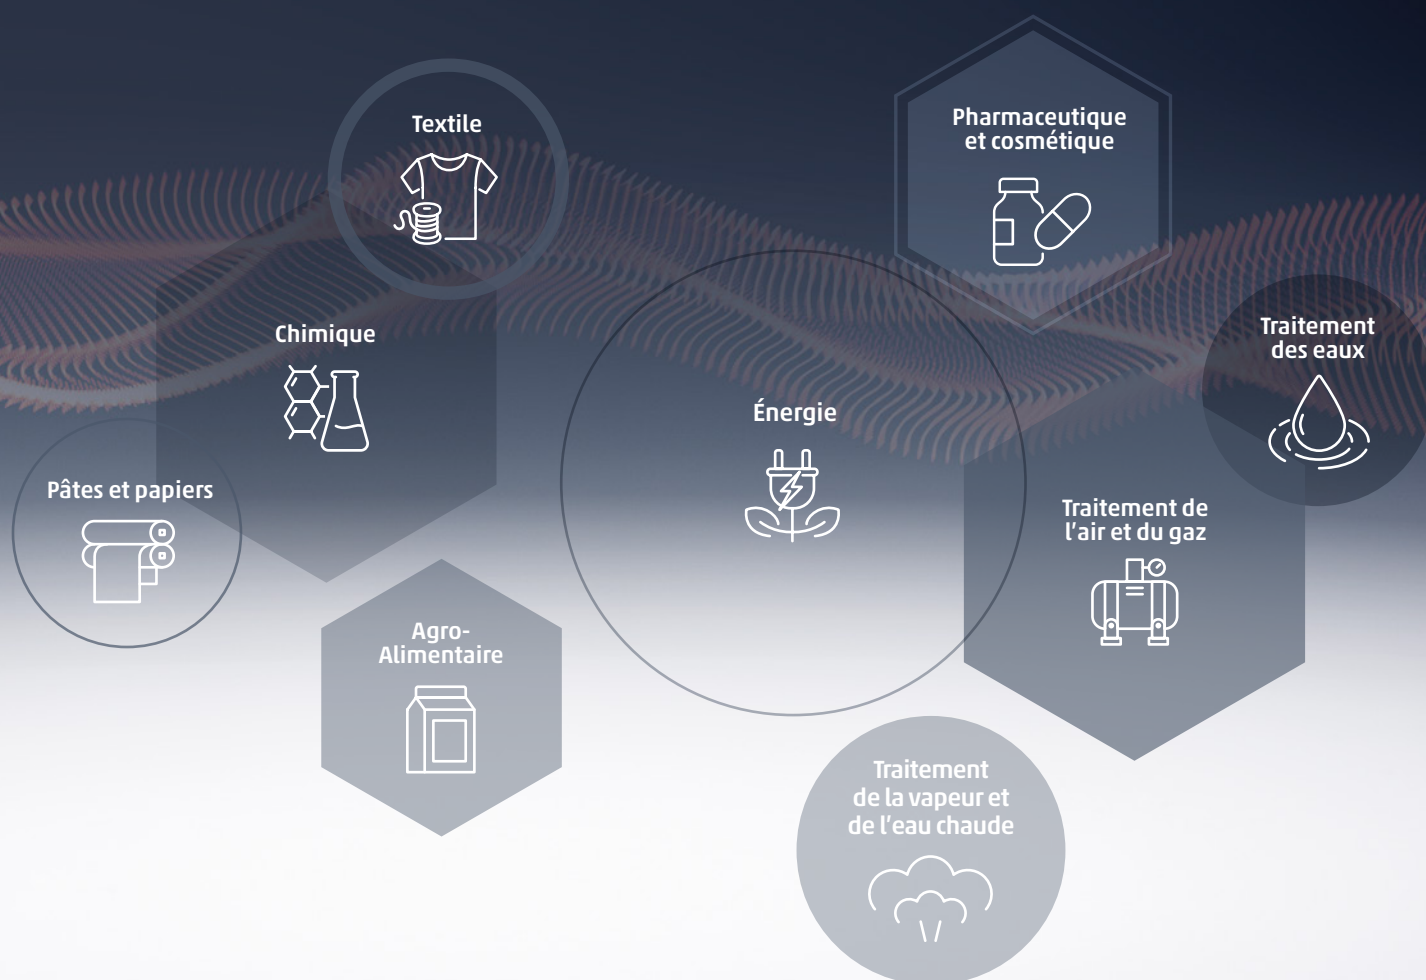 Textile
Pharmaceutique
et cosmétique
Chimique
Traitement
des eaux
Énergie
Pâtes et papiers
Traitement de
l'air et du gaz
Agro-
Alimentaire
Traitement
de la vapeur et
de l'eau chaude